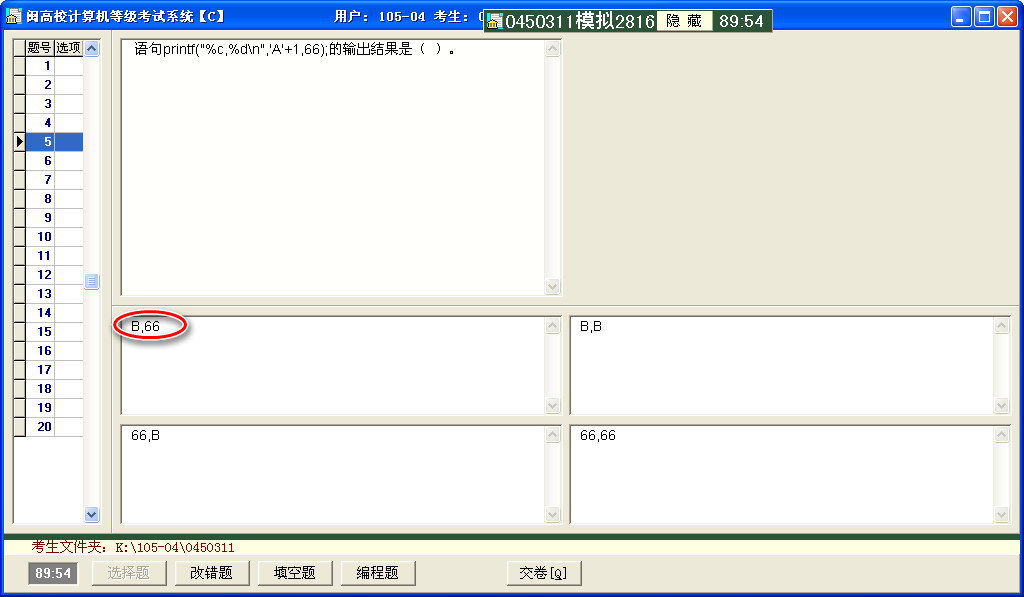 闽高校计算机等级考试系统【C】
用户: 105-04 考生:
0450311模拟2816 隐 藏 89:54
题号 选项
1
2
3
4
5
6
7
8
9
10
11
12
13
14
15
16
17
18
19
20
语句printf("%c,%d\n",'A'+1,66);的输出结果是（ ）。
B,66
B,B
66,B
66,66
考生文件夹: K:\105-04\0450311
89:54 选择题 改错题 填空题 编程题 交卷[Q]